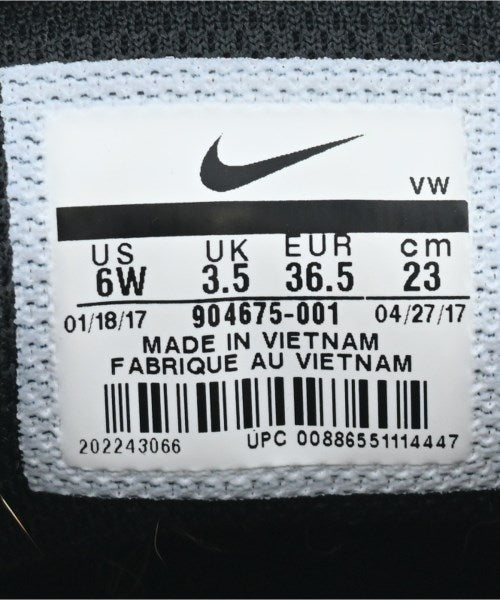 VW
US UK EUR cm
6W 3.5 36.5 23
01/18/17 904675-001 04/27/17
MADE IN VIETNAM
FABRIQUE AU VIETNAM
202243066 UPC 00886551114447